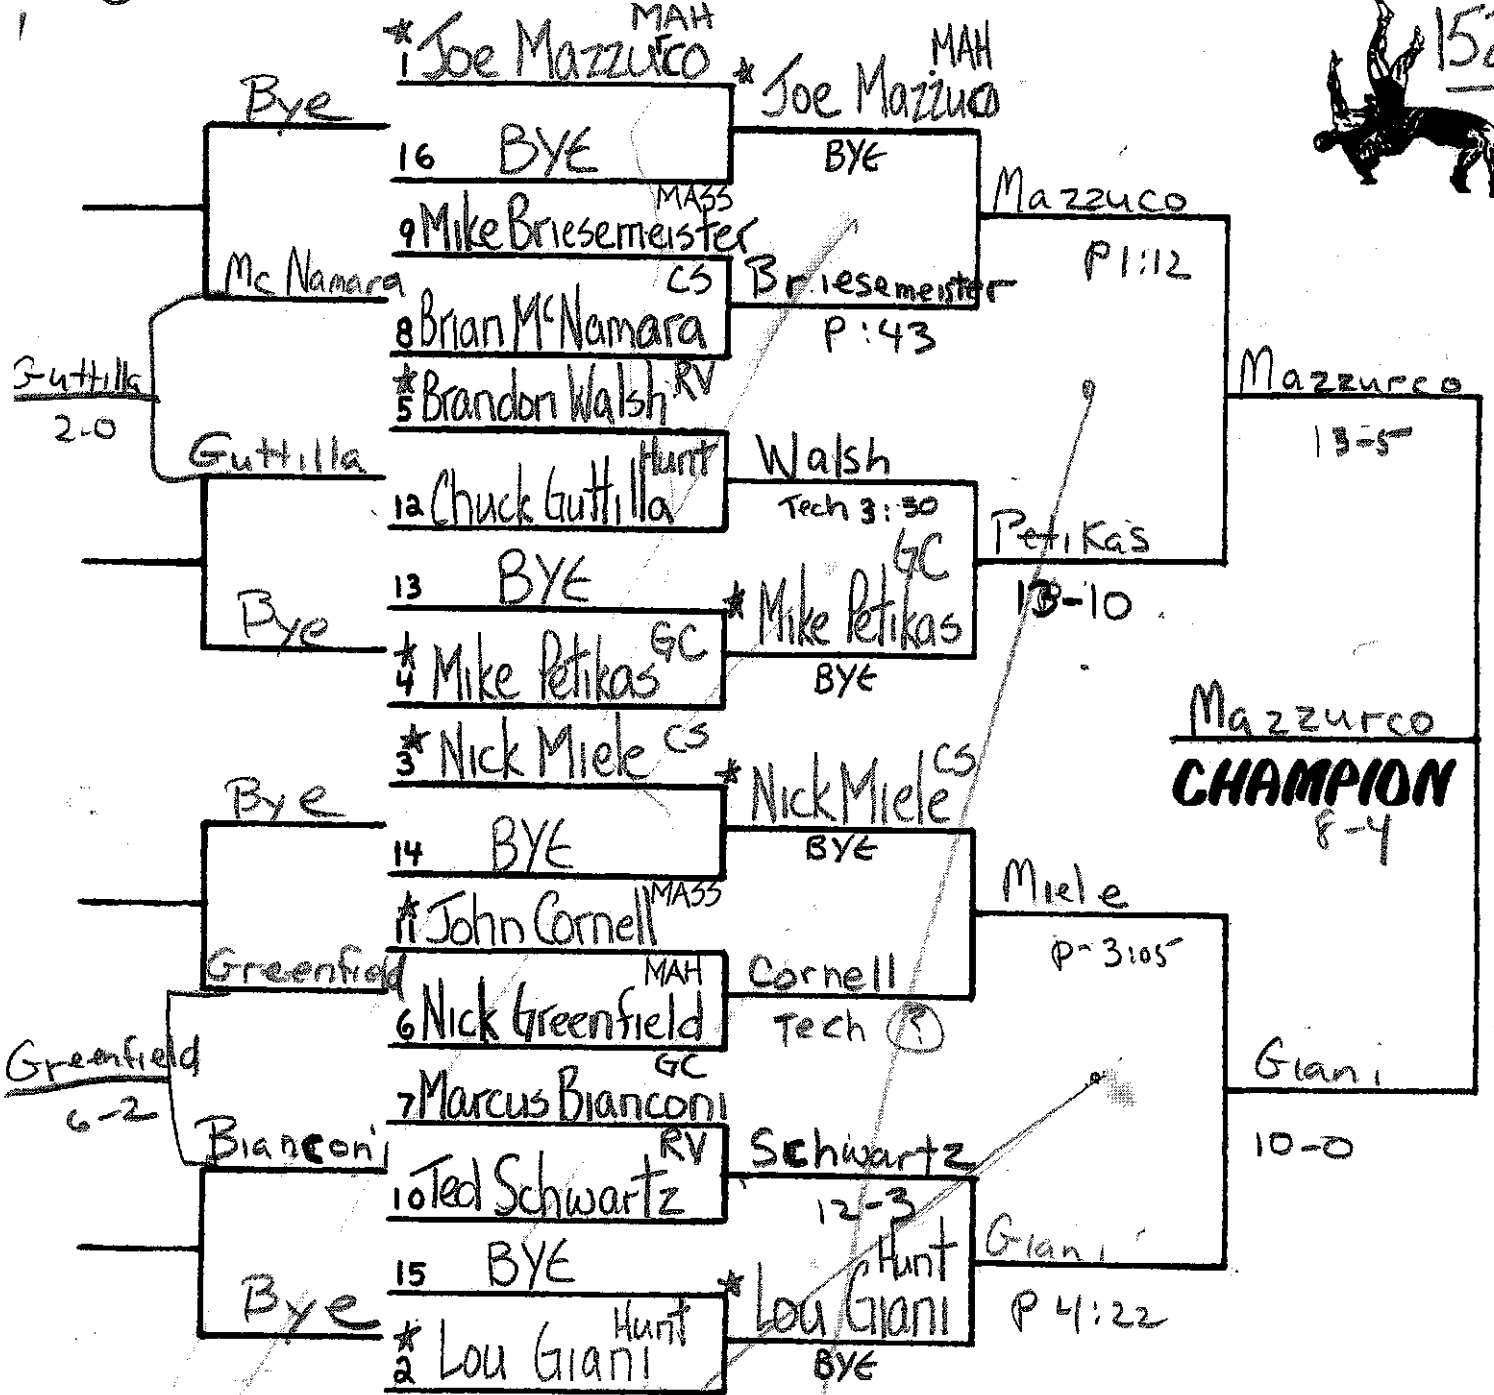 152
MAH
* 1 Joe Mazzurco
16 BYE
MASS
9 Mike Briesemeister
CS
8 Brian McNamara
RV
* 5 Brandon Walsh
Hunt
12 Chuck Guttilla
13 BYE
GC
* 4 Mike Petikas
CS
* 3 Nick Miele
14 BYE
MASS
* 11 John Cornell
MAH
6 Nick Greenfield
GC
7 Marcus Bianconi
RV
10 Ted Schwartz
15 BYE
Hunt
* 2 Lou Giani
Bye
McNamara
Guttilla
2-0
Guttilla
Bye
Bye
Greenfield
Greenfield
6-2
Bianconi
Bye
MAH
* Joe Mazzuco
BYE
Briesemeister
P :43
Walsh
Tech 3:30
GC
* Mike Petikas
BYE
CS
* Nick Miele
BYE
Cornell
Tech ?
Schwartz
12-3
Hunt
* Lou Giani
BYE
Mazzuco
P1:12
Petikas
13-10
Miele
P-3:05
Giani
P 4:22
Mazzurco
13-5
Giani
10-0
Mazzurco
CHAMPION
8-4